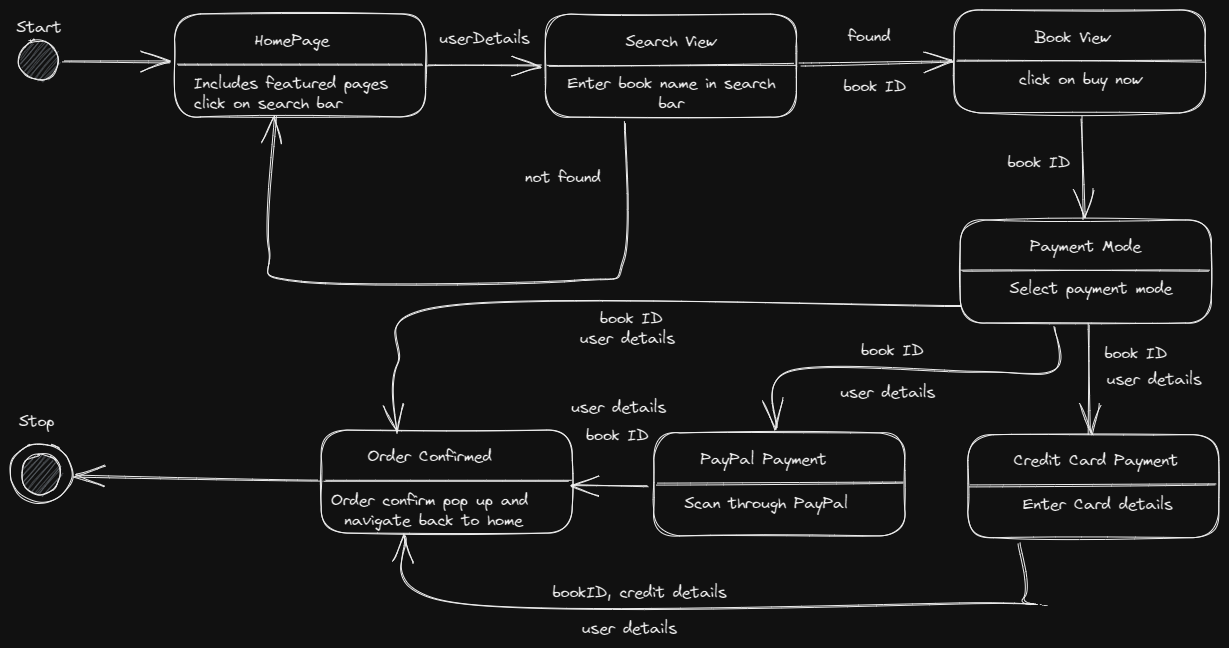 Start
HomePage
Includes featured pages
click on search bar
userDetails
Search View
Enter book name in search
bar
found
book ID
Book View
click on buy now
not found
book ID
Payment Mode
Select payment mode
book ID
user details
book ID
user details
book ID
user details
Stop
user details
book ID
Order Confirmed
Order confirm pop up and
navigate back to home
PayPal Payment
Scan through PayPal
Credit Card Payment
Enter Card details
bookID, credit details
user details